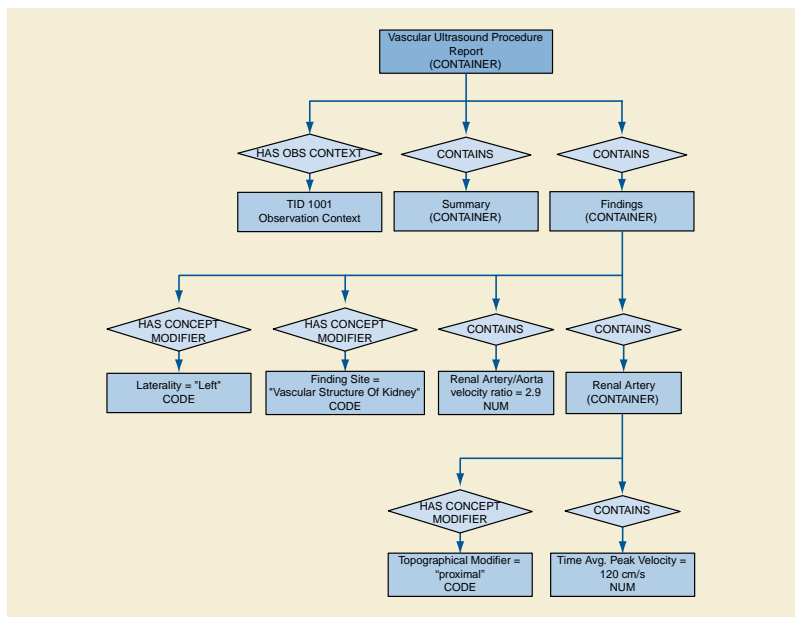 Vascular Ultrasound Procedure
Report
(CONTAINER)
HAS OBS CONTEXT
CONTAINS
CONTAINS
TID 1001
Observation Context
Summary
(CONTAINER)
Findings
(CONTAINER)
HAS CONCEPT
MODIFIER
HAS CONCEPT
MODIFIER
CONTAINS
CONTAINS
Laterality = "Left"
CODE
Finding Site =
"Vascular Structure Of Kidney"
CODE
Renal Artery/Aorta
velocity ratio = 2.9
NUM
Renal Artery
(CONTAINER)
HAS CONCEPT
MODIFIER
CONTAINS
Topographical Modifier =
“proximal”
CODE
Time Avg. Peak Velocity =
120 cm/s
NUM